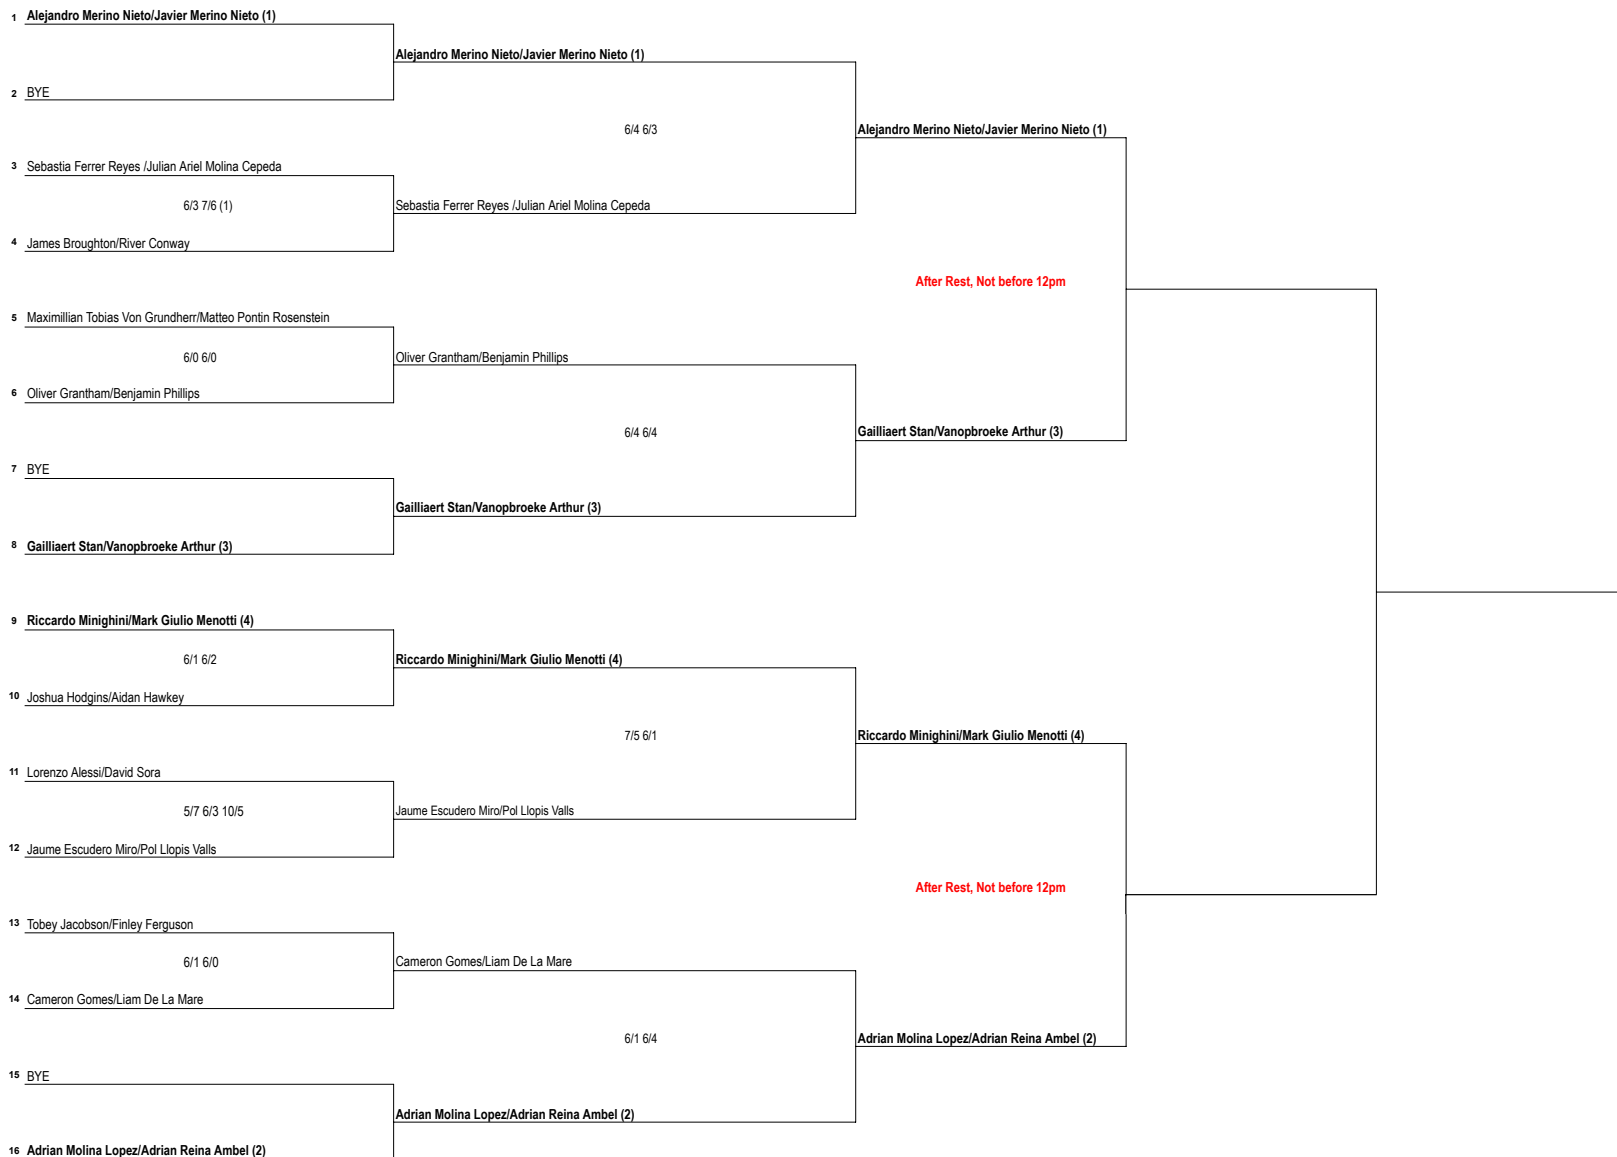 1 Alejandro Merino Nieto/Javier Merino Nieto (1)
Alejandro Merino Nieto/Javier Merino Nieto (1)
2 BYE
6/4 6/3
Alejandro Merino Nieto/Javier Merino Nieto (1)
3 Sebastia Ferrer Reyes /Julian Ariel Molina Cepeda
6/3 7/6 (1)
Sebastia Ferrer Reyes /Julian Ariel Molina Cepeda
4 James Broughton/River Conway
After Rest, Not before 12pm
5 Maximillian Tobias Von Grundherr/Matteo Pontin Rosenstein
6/0 6/0
Oliver Grantham/Benjamin Phillips
6 Oliver Grantham/Benjamin Phillips
6/4 6/4
Gailliaert Stan/Vanopbroeke Arthur (3)
7 BYE
Gailliaert Stan/Vanopbroeke Arthur (3)
8 Gailliaert Stan/Vanopbroeke Arthur (3)
9 Riccardo Minighini/Mark Giulio Menotti (4)
6/1 6/2
Riccardo Minighini/Mark Giulio Menotti (4)
10 Joshua Hodgins/Aidan Hawkey
7/5 6/1
Riccardo Minighini/Mark Giulio Menotti (4)
11 Lorenzo Alessi/David Sora
5/7 6/3 10/5
Jaume Escudero Miro/Pol Llopis Valls
12 Jaume Escudero Miro/Pol Llopis Valls
After Rest, Not before 12pm
13 Tobey Jacobson/Finley Ferguson
6/1 6/0
Cameron Gomes/Liam De La Mare
14 Cameron Gomes/Liam De La Mare
6/1 6/4
Adrian Molina Lopez/Adrian Reina Ambel (2)
15 BYE
Adrian Molina Lopez/Adrian Reina Ambel (2)
16 Adrian Molina Lopez/Adrian Reina Ambel (2)